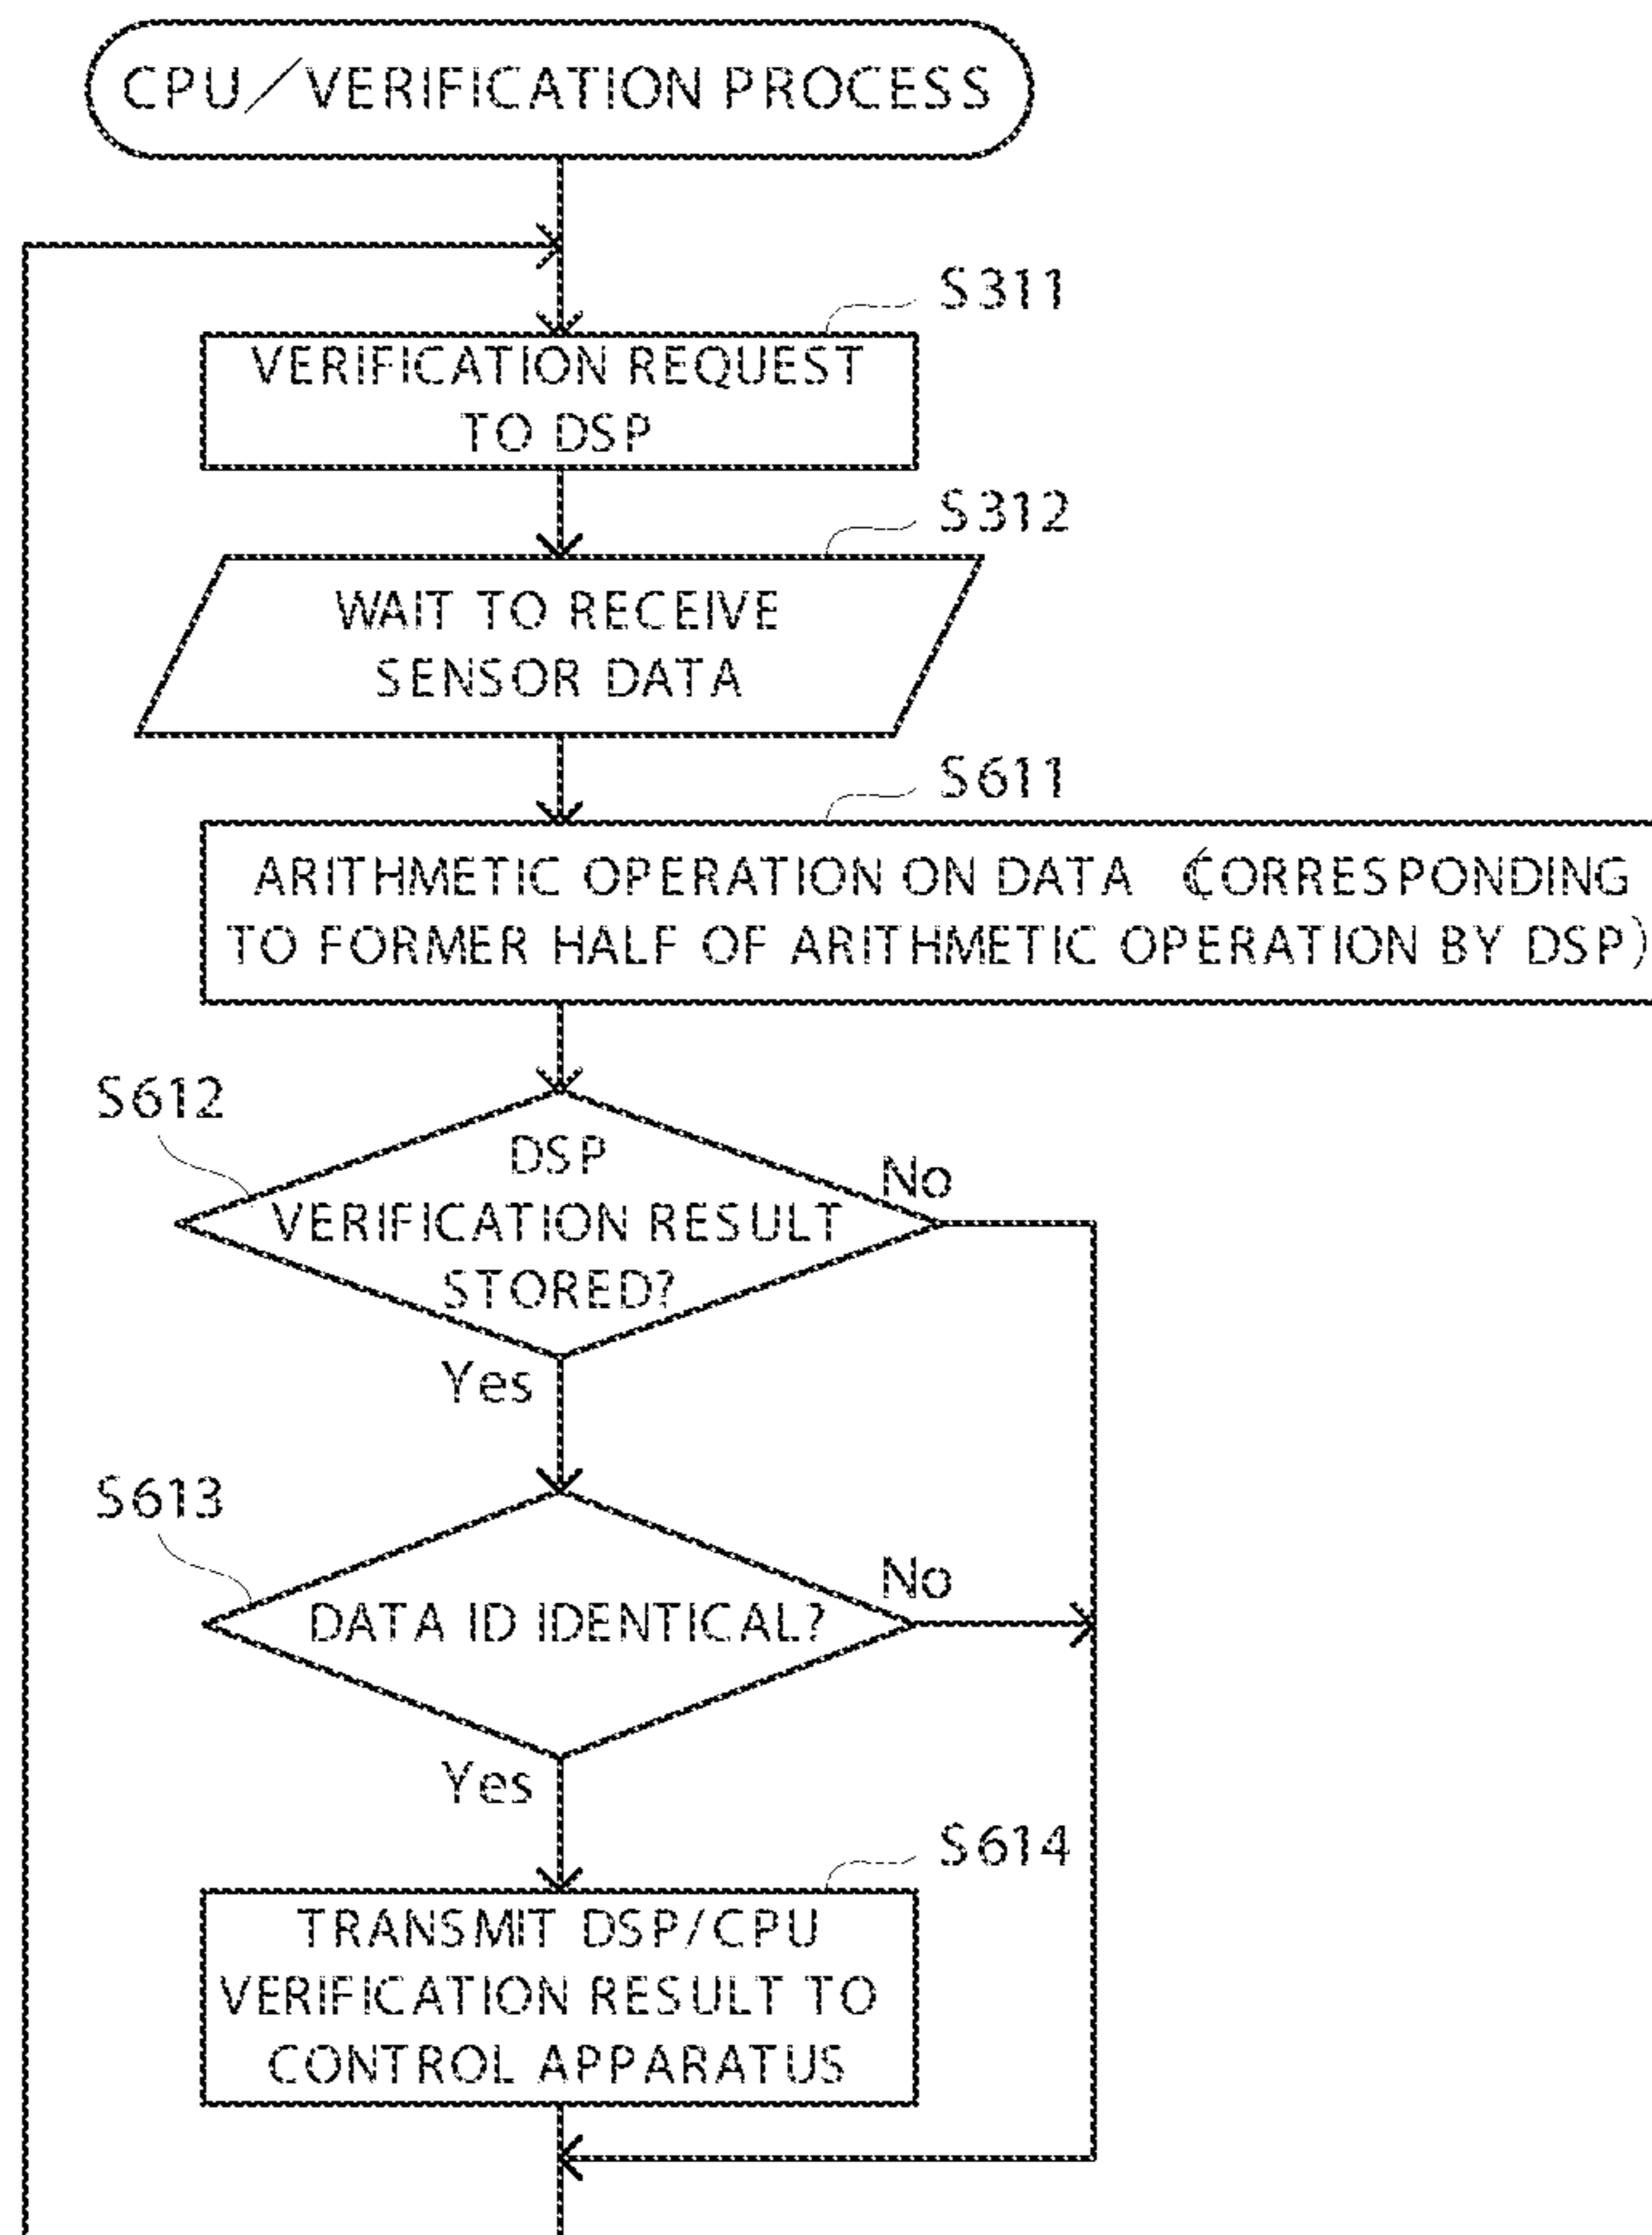 CPU／VERIFICATION PROCESS
S311
VERIFICATION REQUEST
TO DSP
S312
WAIT TO RECEIVE
SENSOR DATA
S611
ARITHMETIC OPERATION ON DATA (CORRESPONDING
TO FORMER HALF OF ARITHMETIC OPERATION BY DSP)
S612
DSP
VERIFICATION RESULT
STORED?
No
Yes
S613
DATA ID IDENTICAL?
No
Yes
S614
TRANSMIT DSP/CPU
VERIFICATION RESULT TO
CONTROL APPARATUS